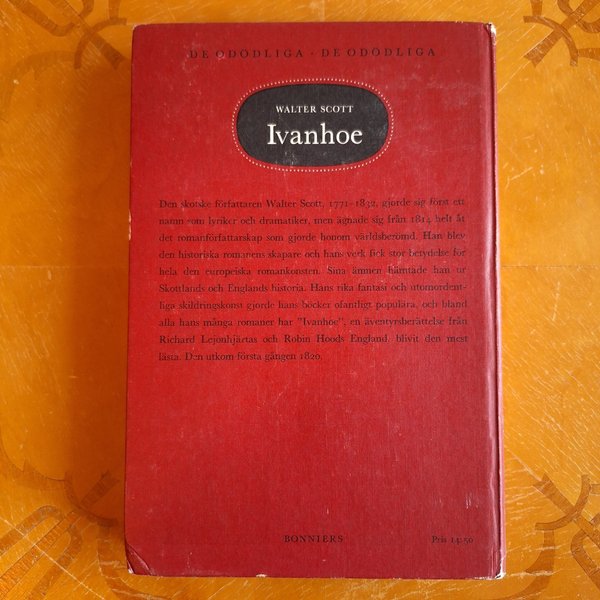 DE ODÖDLIGA · DE ODÖDLIGA
WALTER SCOTT
Ivanhoe
Den skotske författaren Walter Scott, 1771–1832, gjorde sig först ett
namn som lyriker och dramatiker, men ägnade sig från 1814 helt åt
det romanförfattarskap som gjorde honom världsberömd. Han blev
den historiska romanens skapare och hans verk fick stor betydelse för
hela den europeiska romankonsten. Sina ämnen hämtade han ur
Skottlands och Englands historia. Hans rika fantasi och utomordent-
liga skildringskonst gjorde hans böcker ofantligt populära, och bland
alla hans många romaner har "Ivanhoe", en äventyrsberättelse från
Richard Lejonhjärtas och Robin Hoods England, blivit den mest
lästa. Den utkom första gången 1820.
BONNIERS
Pris 14:50